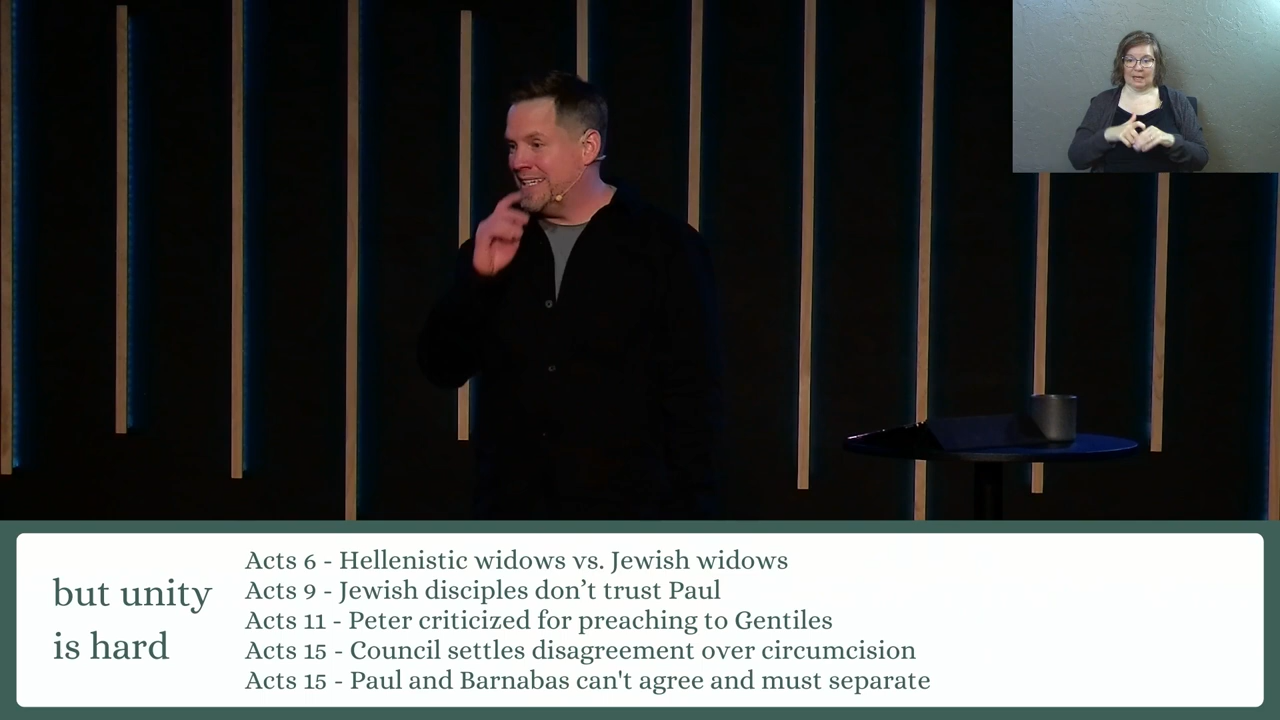 but unity
is hard
Acts 6 - Hellenistic widows vs. Jewish widows
Acts 9 - Jewish disciples don’t trust Paul
Acts 11 - Peter criticized for preaching to Gentiles
Acts 15 - Council settles disagreement over circumcision
Acts 15 - Paul and Barnabas can't agree and must separate